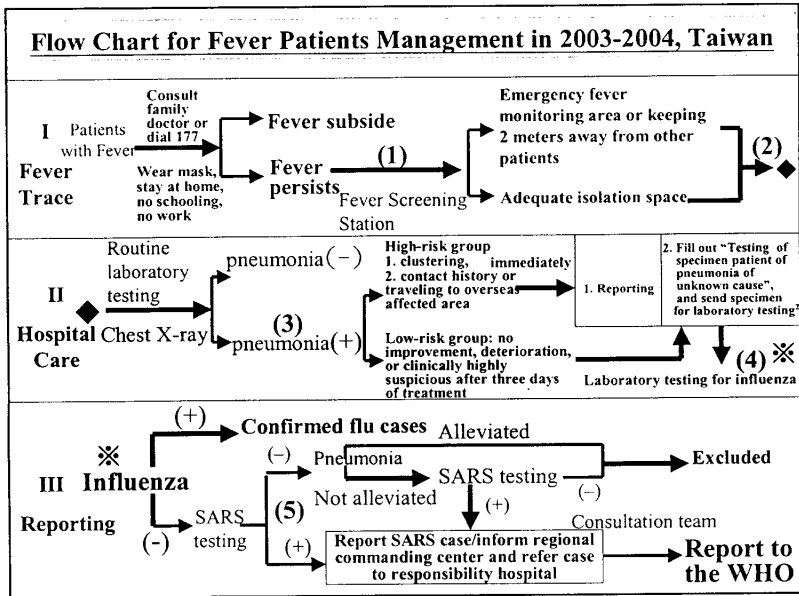 Flow Chart for Fever Patients Management in 2003-2004, Taiwan
I
Fever
Trace
Patients
with Fever
Consult
family
doctor or
dial 177
Wear mask,
stay at home,
no schooling,
no work
Fever subside
Fever
persists
(1)
Fever Screening
Station
Emergency fever
monitoring area or keeping
2 meters away from other
patients
Adequate isolation space
(2)
II
Hospital
Care
Routine
laboratory
testing
Chest X-ray
pneumonia(－)
(3)
pneumonia(＋)
High-risk group
1. clustering, immediately
2. contact history or
traveling to overseas
affected area
Low-risk group: no
improvement, deterioration,
or clinically highly
suspicious after three days
of treatment
1. Reporting
2. Fill out "Testing of
specimen patient of
pneumonia of
unknown cause",
and send specimen
for laboratory testing²
(4) ※
Laboratory testing for influenza
III
Reporting
※
Influenza
(+)
Confirmed flu cases
(-)
SARS
testing
(5)
(−)
Pneumonia
Alleviated
Not alleviated
SARS testing
(−)
Excluded
(+)
(+)
Report SARS case/inform regional
commanding center and refer case
to responsibility hospital
Consultation team
Report to
the WHO